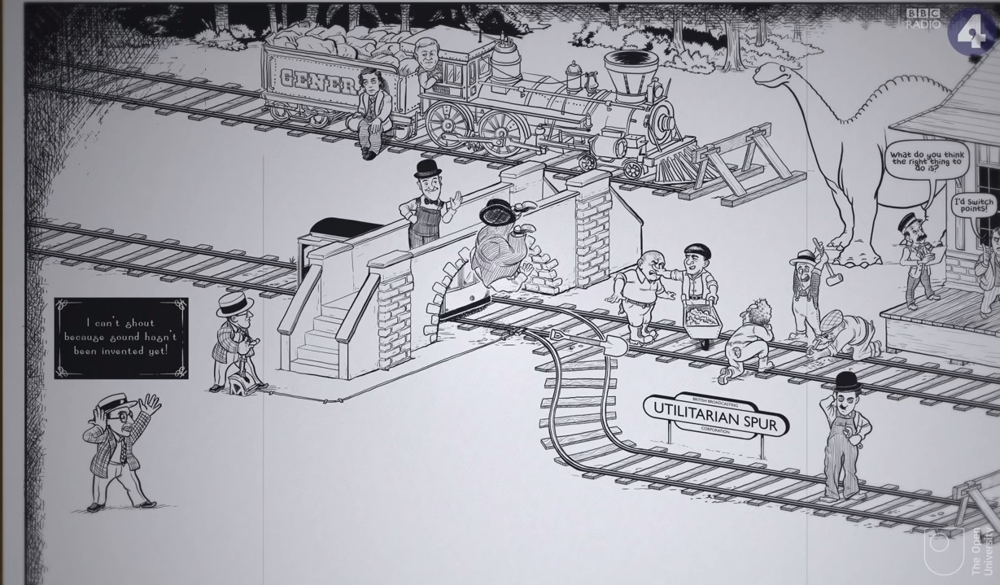 BBC
RADIO
4
GENER
What do you think
the right thing to
do is?
I'd switch
points!
I can't shout
because sound hasn't
been invented yet!
BRITISH BROADCASTING
UTILITARIAN SPUR
CORPORATION
The Open
University